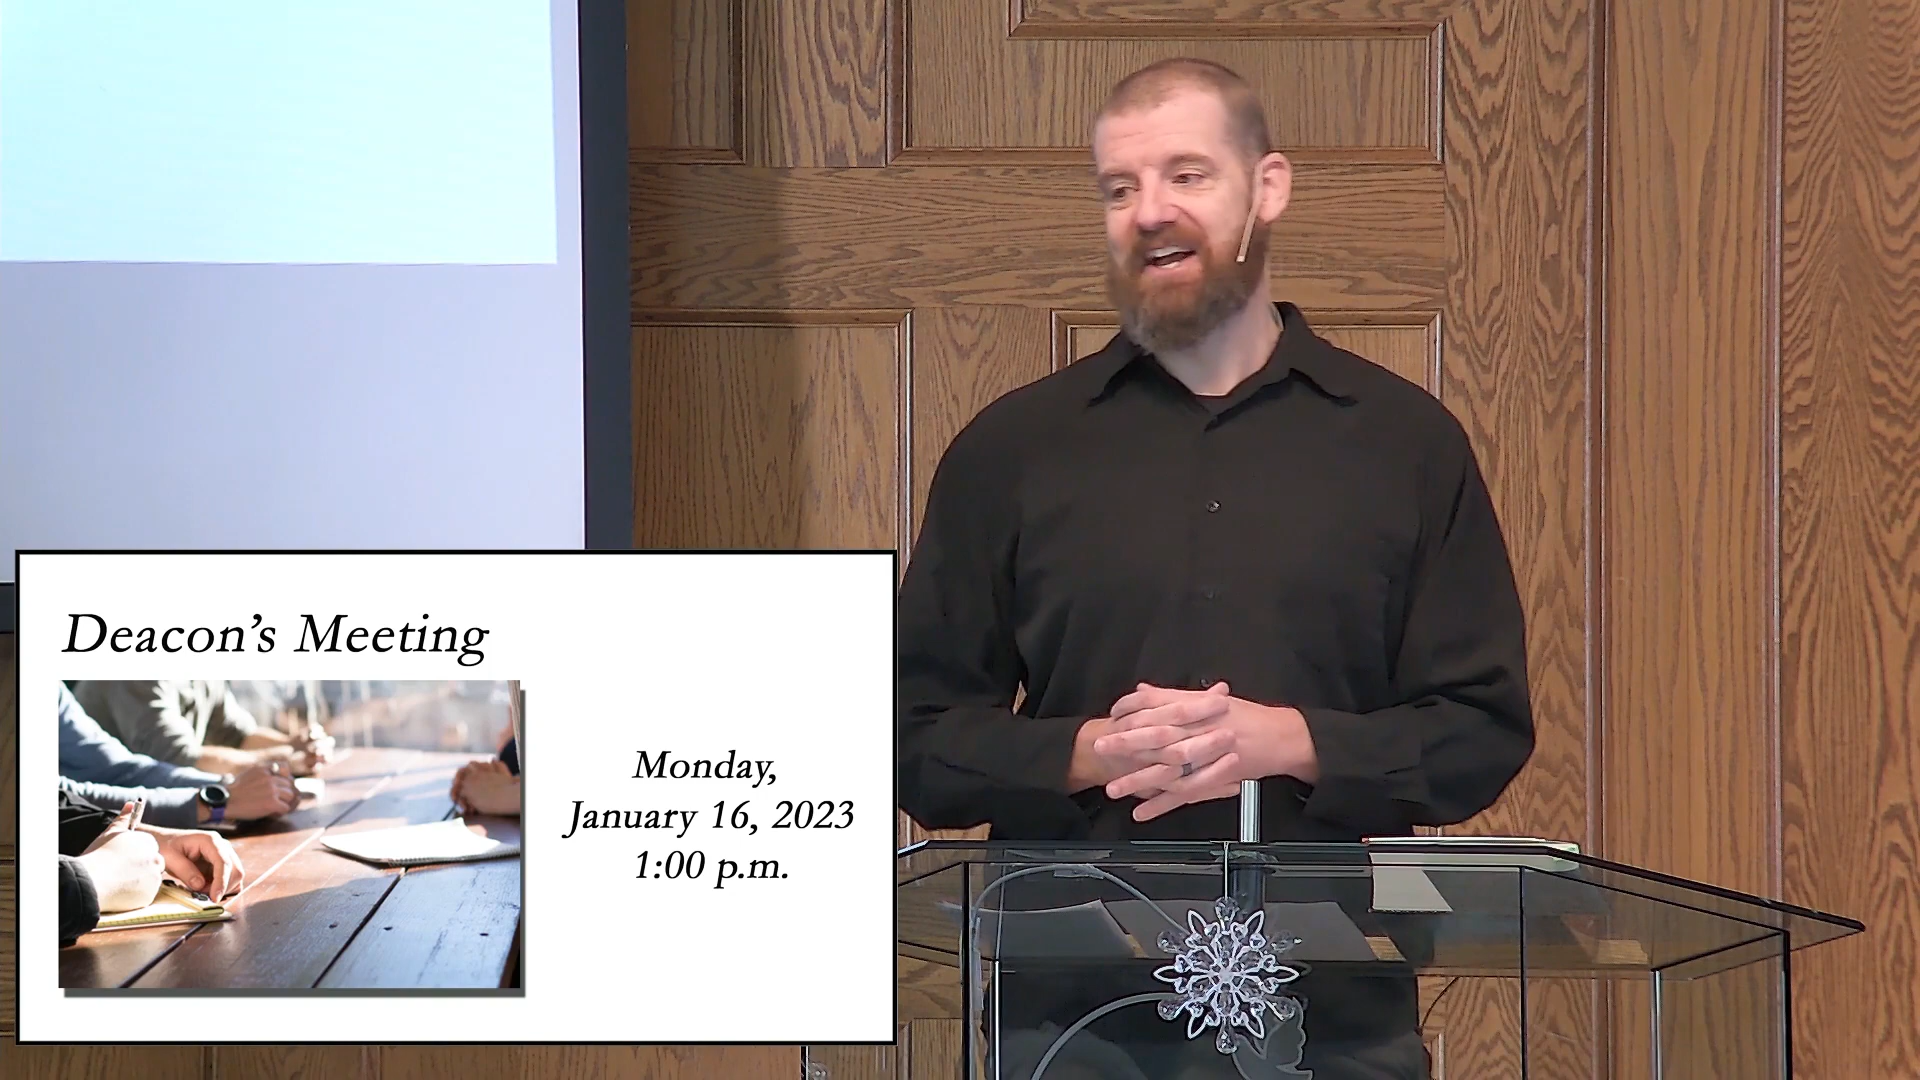 Deacon’s Meeting
Monday,
January 16, 2023
1:00 p.m.